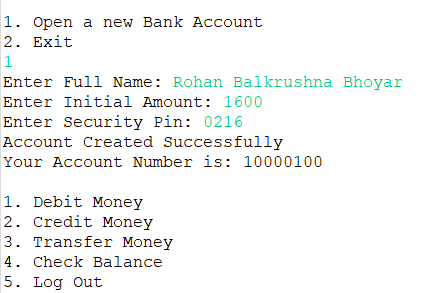 1. Open a new Bank Account
2. Exit
1
Enter Full Name: Rohan Balkrushna Bhoyar
Enter Initial Amount: 1600
Enter Security Pin: 0216
Account Created Successfully
Your Account Number is: 10000100
1. Debit Money
2. Credit Money
3. Transfer Money
4. Check Balance
5. Log Out